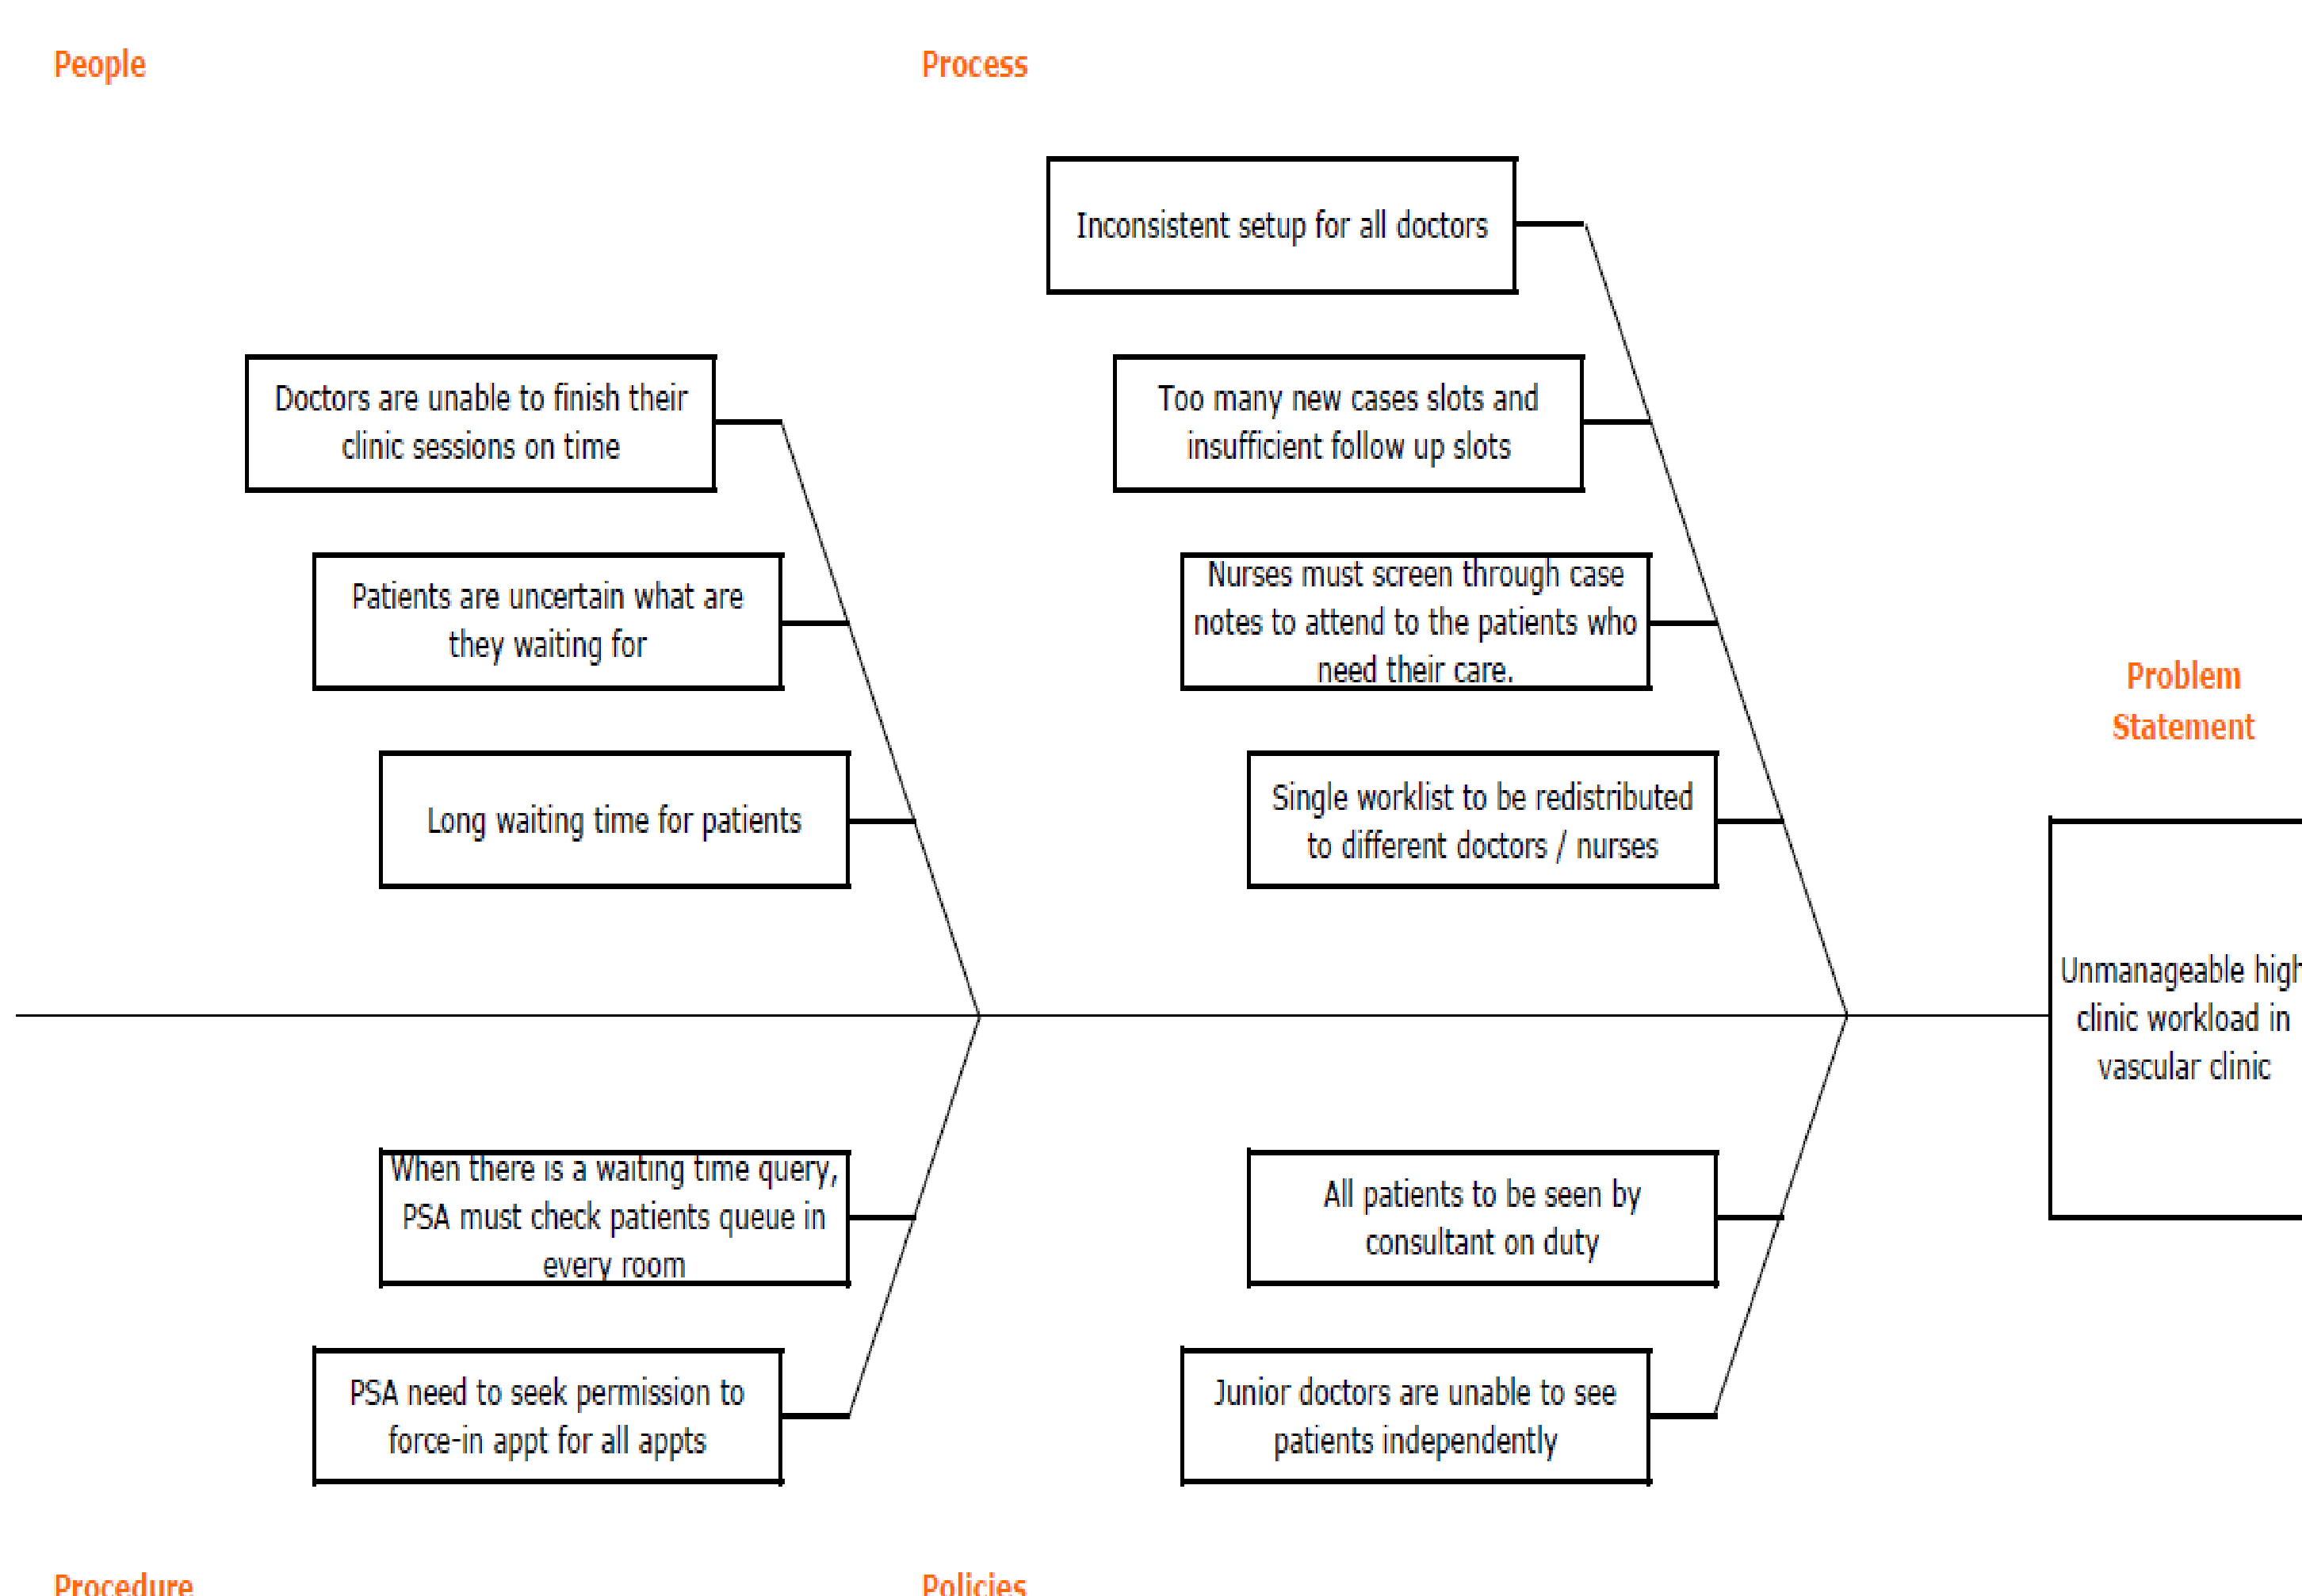 People
Process
Inconsistent setup for all doctors
Doctors are unable to finish their
clinic sessions on time
Too many new cases slots and
insufficient follow up slots
Patients are uncertain what are
they waiting for
Nurses must screen through case
notes to attend to the patients who
need their care.
Long waiting time for patients
Single worklist to be redistributed
to different doctors / nurses
Problem
Statement
Unmanageable high
clinic workload in
vascular clinic
When there is a waiting time query,
PSA must check patients queue in
every room
All patients to be seen by
consultant on duty
PSA need to seek permission to
force-in appt for all appts
Junior doctors are unable to see
patients independently
Procedure
Policies